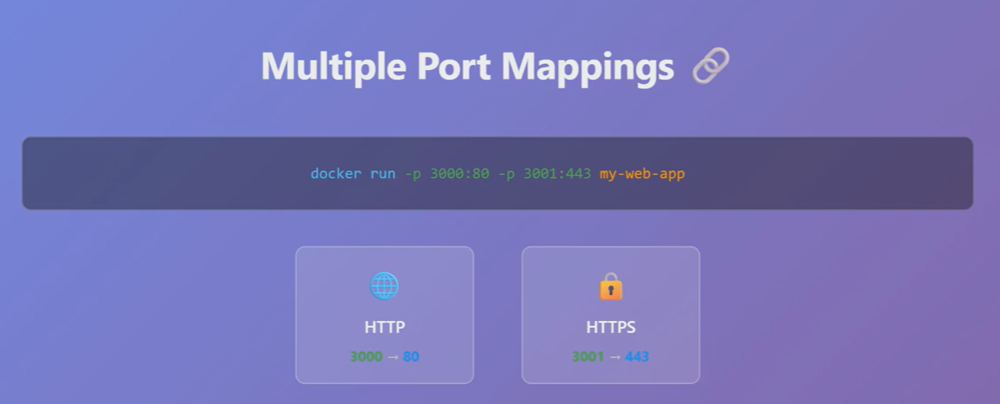 Multiple Port Mappings 🔗
docker run -p 3000:80 -p 3001:443 my-web-app
HTTP
3000 → 80
HTTPS
3001 → 443